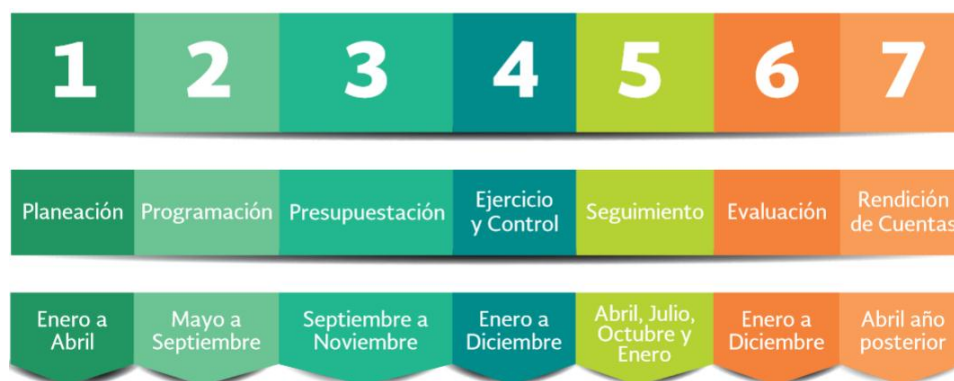 1 2 3 4 5 6 7
Planeación
Programación
Presupuestación
Ejercicio
y Control
Seguimiento
Evaluación
Rendición
de Cuentas
Enero a
Abril
Mayo a
Septiembre
Septiembre a
Noviembre
Enero a
Diciembre
Abril, Julio,
Octubre y
Enero
Enero a
Diciembre
Abril año
posterior